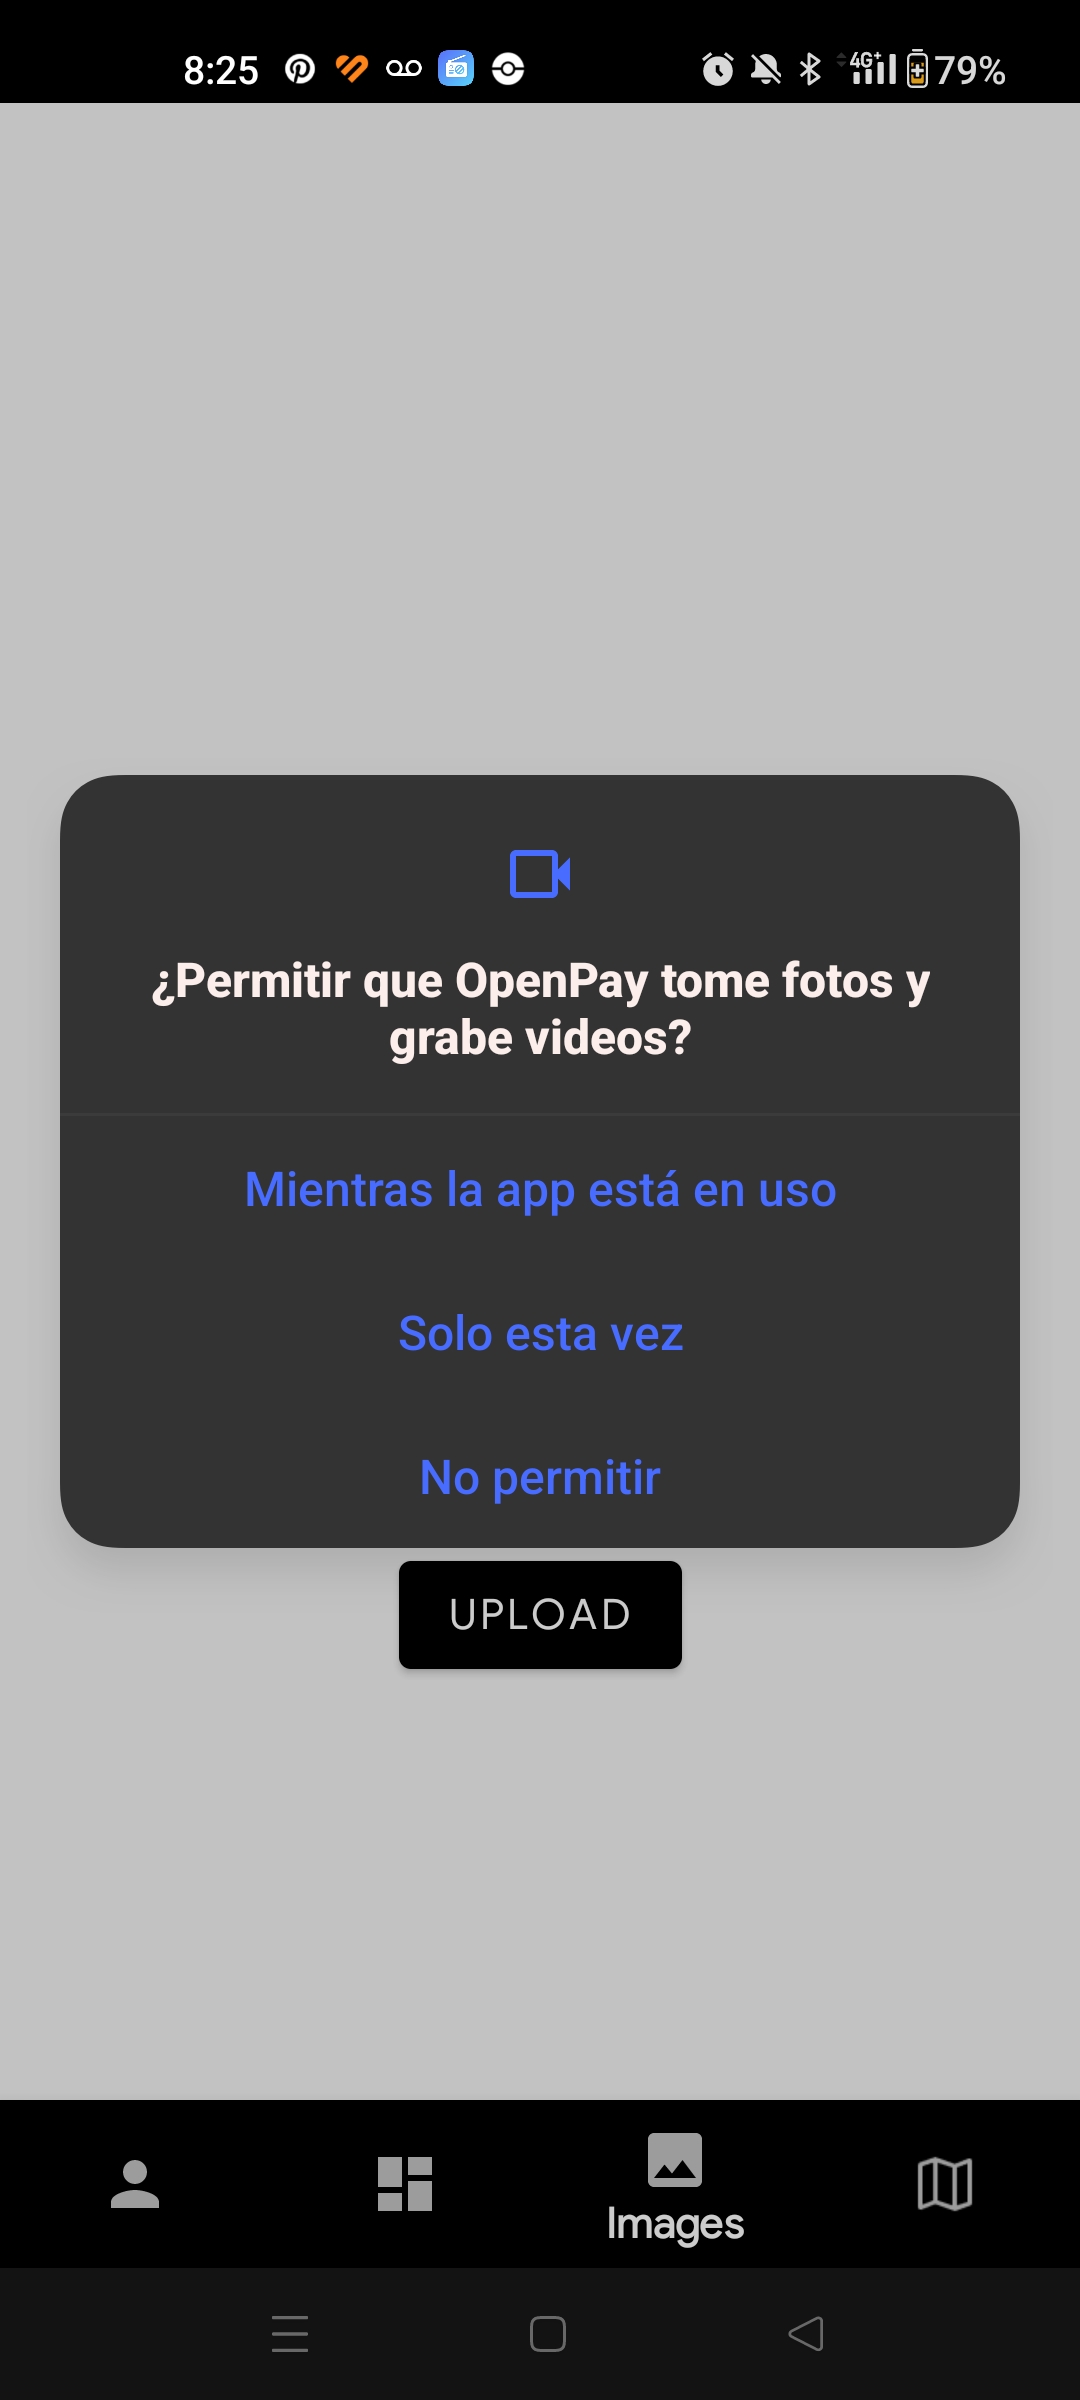 8:25
4G+
79%
¿Permitir que OpenPay tome fotos y
grabe videos?
Mientras la app está en uso
Solo esta vez
No permitir
UPLOAD
Images